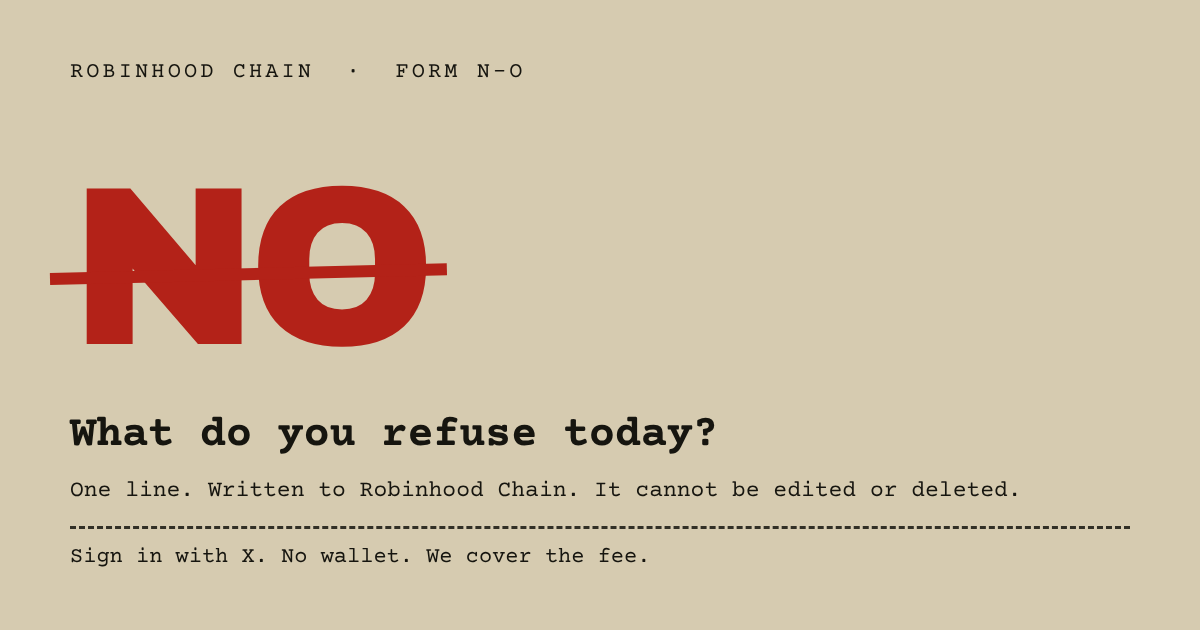 ROBINHOOD CHAIN · FORM N-O
NO
What do you refuse today?
One line. Written to Robinhood Chain. It cannot be edited or deleted.
Sign in with X. No wallet. We cover the fee.